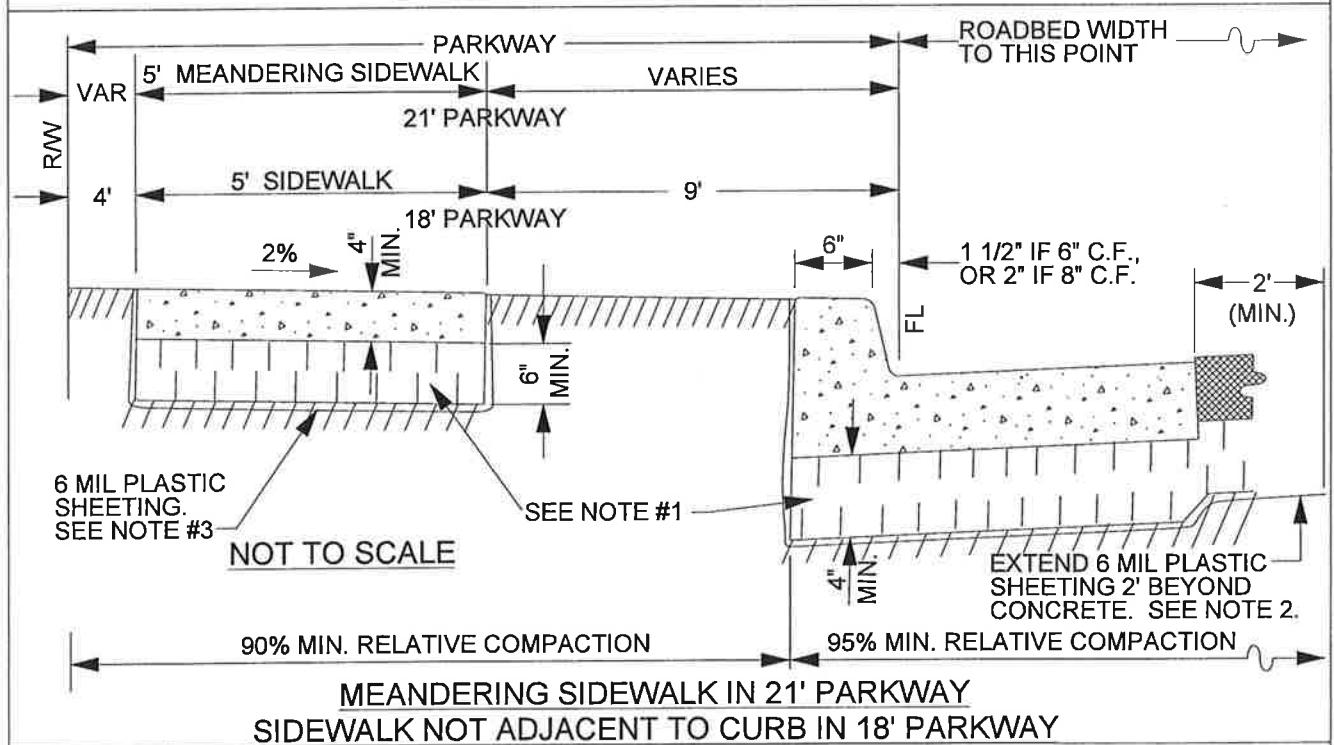 PARKWAY
ROADBED WIDTH
TO THIS POINT
5' MEANDERING SIDEWALK
VARIES
VAR
21' PARKWAY
R/W
4'
5' SIDEWALK
9'
18' PARKWAY
2%
4"
MIN.
6"
1 1/2" IF 6" C.F.,
OR 2" IF 8" C.F.
2'
(MIN.)
FL
6"
MIN.
6 MIL PLASTIC
SHEETING.
SEE NOTE #3
SEE NOTE #1
NOT TO SCALE
4"
MIN.
EXTEND 6 MIL PLASTIC
SHEETING 2' BEYOND
CONCRETE. SEE NOTE 2.
90% MIN. RELATIVE COMPACTION
95% MIN. RELATIVE COMPACTION
MEANDERING SIDEWALK IN 21' PARKWAY
SIDEWALK NOT ADJACENT TO CURB IN 18' PARKWAY